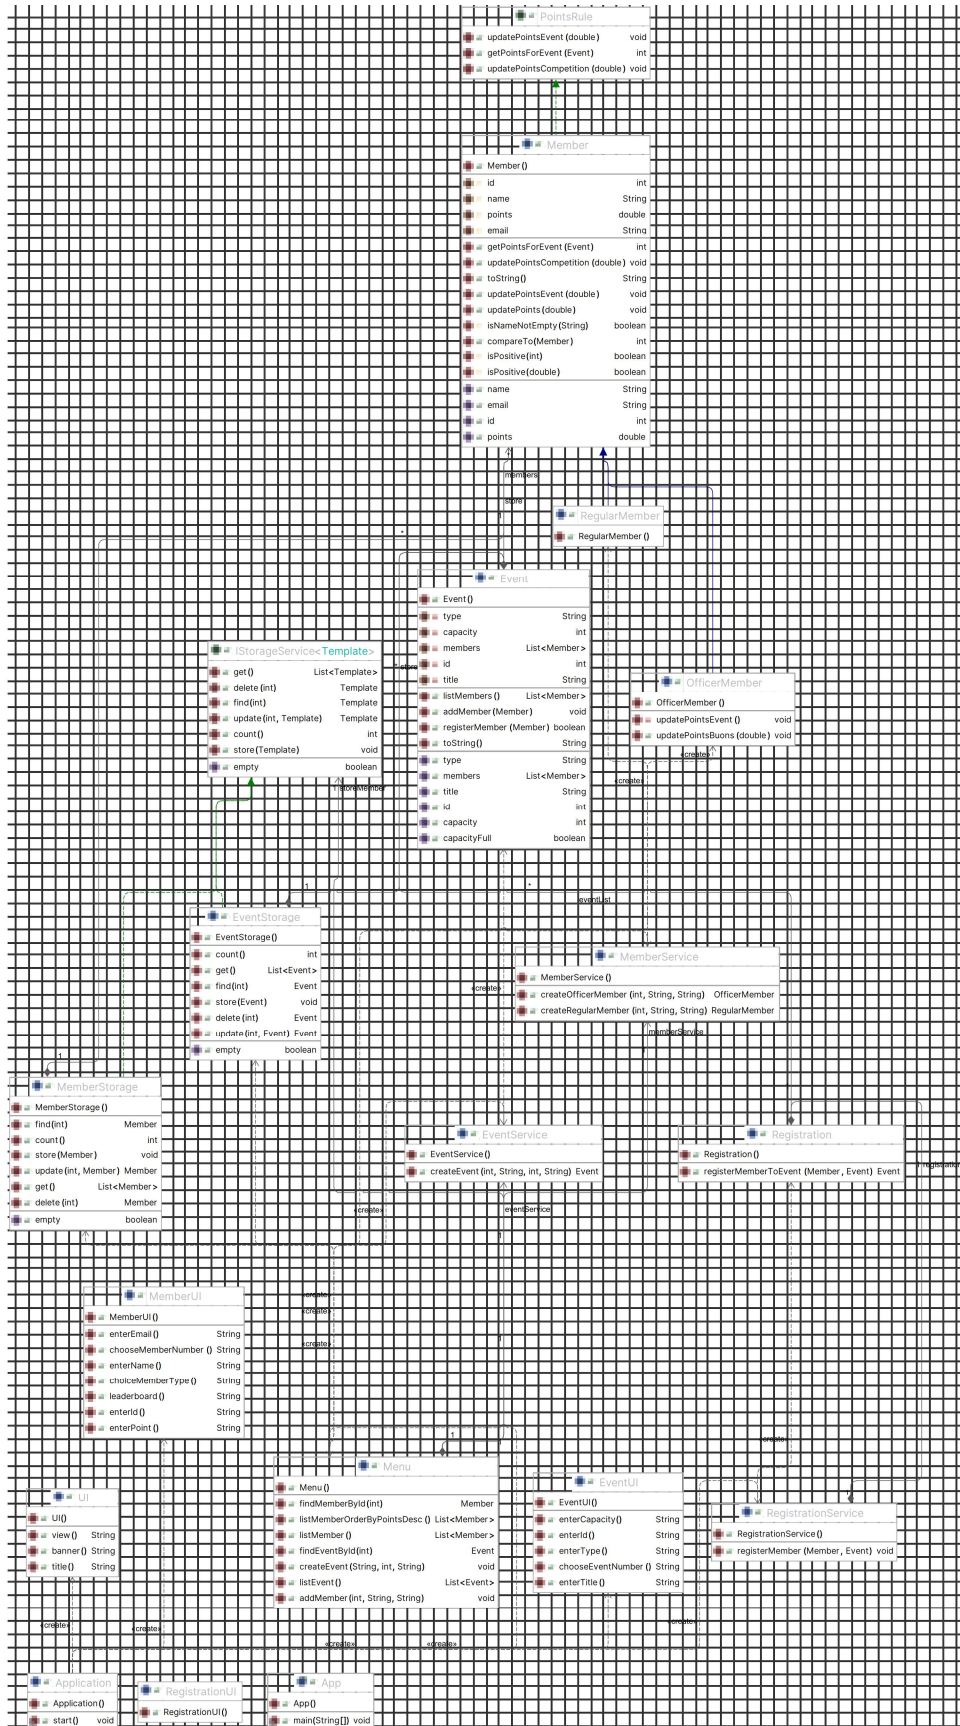 PointsRule
updatePointsEvent(double) void
getPointsForEvent(Event) int
updatePointsCompetition(double) void
Member
Member()
id int
name String
points double
email String
getPointsForEvent(Event) int
updatePointsCompetition(double) void
toString() String
updatePointsEvent(double) void
updatePoints(double) void
isNameNotEmpty(String) boolean
compareTo(Member) int
isPositive(int) boolean
isPositive(double) boolean
name String
email String
id int
points double
members
store
1
RegularMember
RegularMember()
*
Event
Event()
type String
capacity int
members List<Member>
id int
title String
listMembers() List<Member>
addMember(Member) void
registerMember(Member) boolean
toString() String
type String
members List<Member>
title String
id int
capacity int
capacityFull boolean
IStorageService<Template>
get() List<Template>
delete(int) Template
find(int) Template
update(int, Template) Template
count() int
store(Template) void
empty boolean
* store
OfficerMember
OfficerMember()
updatePointsEvent() void
updatePointsBuons(double) void
«create»
«create»
1 storeMember
1
*
eventList
EventStorage
EventStorage()
count() int
get() List<Event>
find(int) Event
store(Event) void
delete(int) Event
update(int, Event) Event
empty boolean
MemberService
MemberService()
createOfficerMember(int, String, String) OfficerMember
createRegularMember(int, String, String) RegularMember
«create»
memberService
1
MemberStorage
MemberStorage()
find(int) Member
count() int
store(Member) void
update(int, Member) Member
get() List<Member>
delete(int) Member
empty boolean
EventService
EventService()
createEvent(int, String, int, String) Event
Registration
Registration()
registerMemberToEvent(Member, Event) Event
1 registration
«create»
eventService
1
MemberUI
MemberUI()
enterEmail() String
chooseMemberNumber() String
enterName() String
choiceMemberType() String
leaderboard() String
enterId() String
enterPoint() String
«create»
«create»
«create»
1
1
«create»
Menu
Menu()
findMemberById(int) Member
listMemberOrderByPointsDesc() List<Member>
listMember() List<Member>
findEventById(int) Event
createEvent(String, int, String) void
listEvent() List<Event>
addMember(int, String, String) void
UI
UI()
view() String
banner() String
title() String
EventUI
EventUI()
enterCapacity() String
enterId() String
enterType() String
chooseEventNumber() String
enterTitle() String
1
RegistrationService
RegistrationService()
registerMember(Member, Event) void
«create»
«create»
«create»
«create»
«create»
Application
Application()
start() void
RegistrationUI
RegistrationUI()
App
App()
main(String[]) void